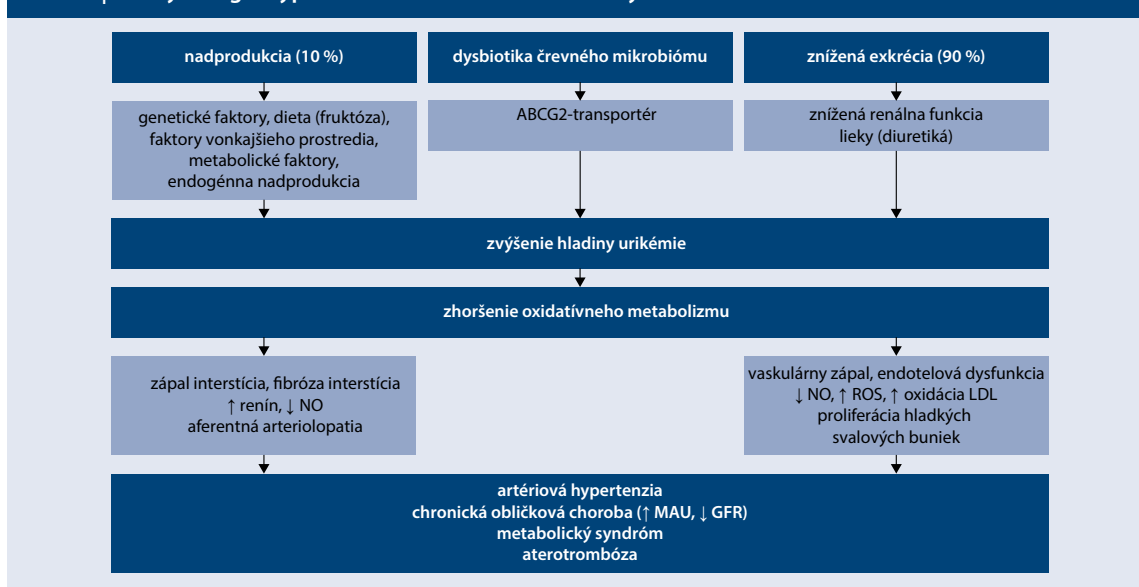 nadprodukcia (10 %)
dysbiotika črevného mikrobiómu
znížená exkrécia (90 %)
genetické faktory, dieta (fruktóza),
faktory vonkajšieho prostredia,
metabolické faktory,
endogénna nadprodukcia
ABCG2-transportér
znížená renálna funkcia
lieky (diuretiká)
zvýšenie hladiny urikémie
zhoršenie oxidatívneho metabolizmu
zápal interstícia, fibróza interstícia
↑ renín, ↓ NO
aferentná arteriolopatia
vaskulárny zápal, endotelová dysfunkcia
↓ NO, ↑ ROS, ↑ oxidácia LDL
proliferácia hladkých
svalových buniek
artériová hypertenzia
chronická obličková choroba (↑ MAU, ↓ GFR)
metabolický syndróm
aterotrombóza